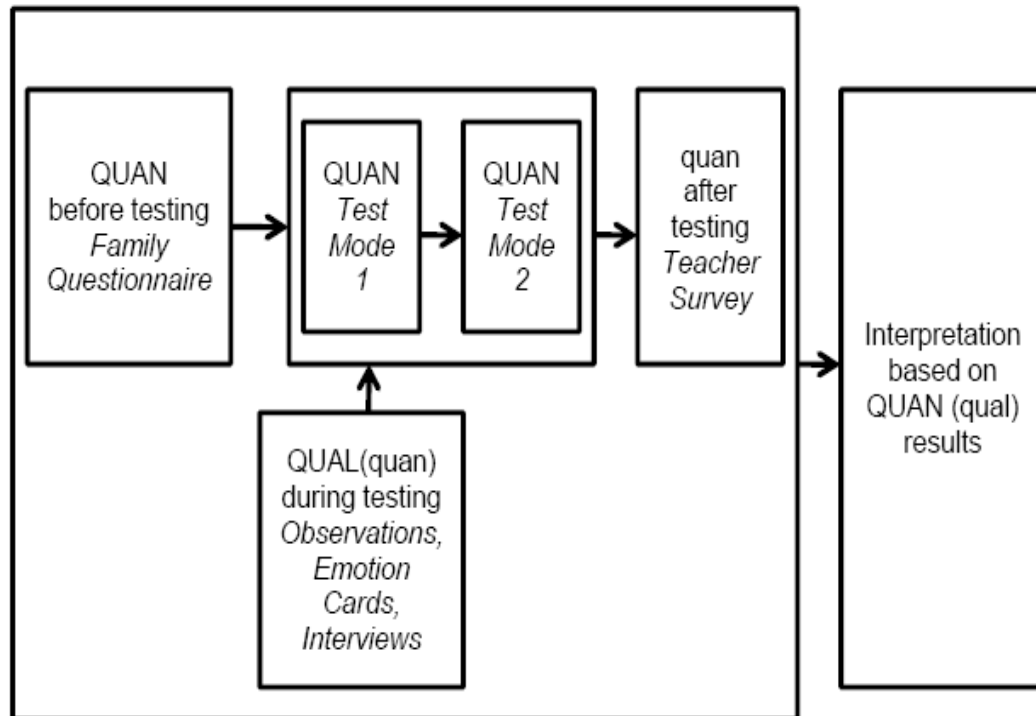 QUAN
before testing
Family
Questionnaire
QUAN
Test
Mode
1
QUAN
Test
Mode
2
quan
after
testing
Teacher
Survey
QUAL(quan)
during testing
Observations,
Emotion
Cards,
Interviews
Interpretation
based on
QUAN (qual)
results